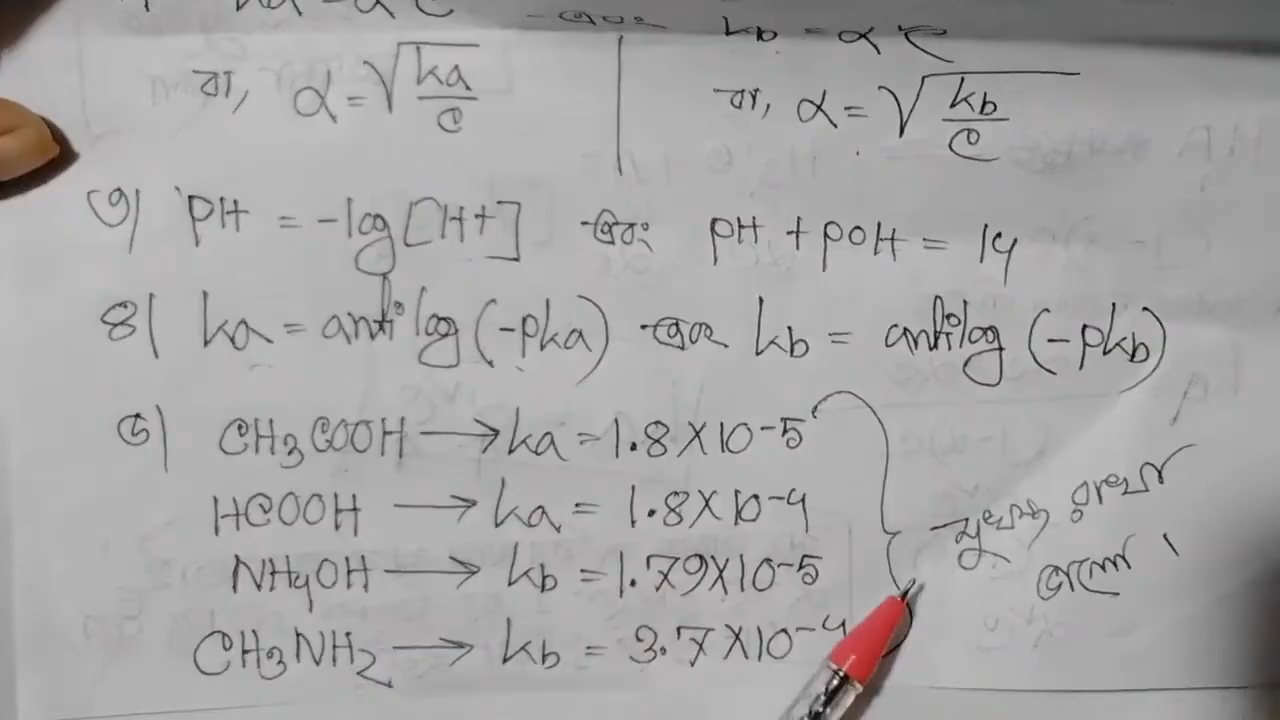 বা, α = √ka/c বা, α = √kb/c
৩| pH = -log[H+] এবং pH + pOH = 14
৪| ka = antilog(-pka) এবং kb = antilog(-pkb)
৫| CH3COOH → ka = 1.8×10-5
HCOOH → ka = 1.8×10-4
NH4OH → kb = 1.79×10-5
CH3NH2 → kb = 3.7×10-4